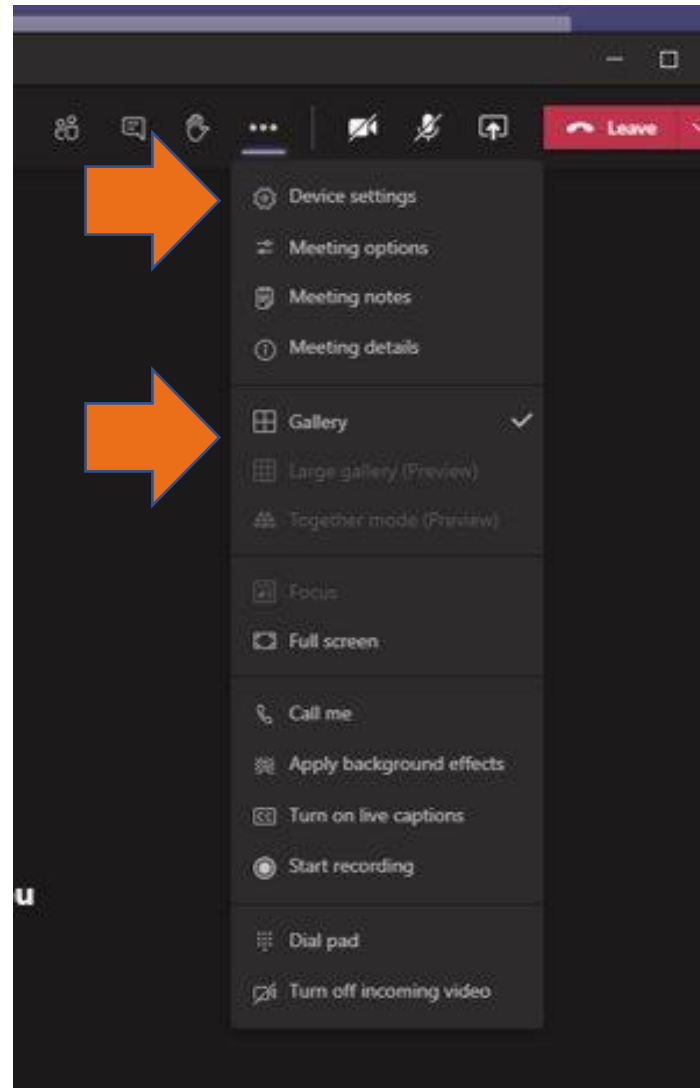 Leave
Device settings
Meeting options
Meeting notes
Meeting details
Gallery
Large gallery (Preview)
Together mode (Preview)
Focus
Full screen
Call me
Apply background effects
CC Turn on live captions
Start recording
u
Dial pad
Turn off incoming video